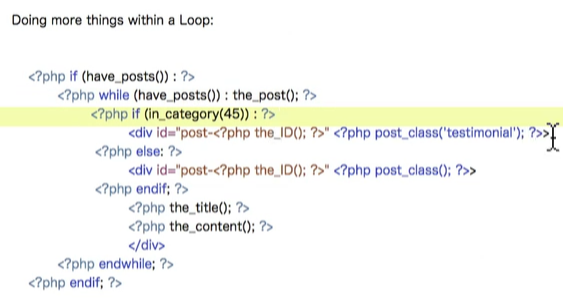 Doing more things within a Loop:
<?php if (have_posts()) : ?>
<?php while (have_posts()) : the_post(); ?>
<?php if (in_category(45)) : ?>
<div id="post-<?php the_ID(); ?>" <?php post_class('testimonial'); ?>>
<?php else: ?>
<div id="post-<?php the_ID(); ?>" <?php post_class(); ?>>
<?php endif; ?>
<?php the_title(); ?>
<?php the_content(); ?>
</div>
<?php endwhile; ?>
<?php endif; ?>